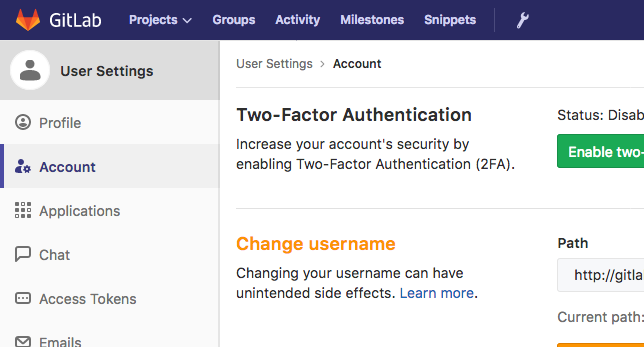 GitLab Projects Groups Activity Milestones Snippets
User Settings
User Settings > Account
Profile
Account
Applications
Chat
Access Tokens
Emails
Two-Factor Authentication
Increase your account's security by
enabling Two-Factor Authentication (2FA).
Status: Disab
Enable two-
Change username
Changing your username can have
unintended side effects. Learn more.
Path
http://gitla
Current path: